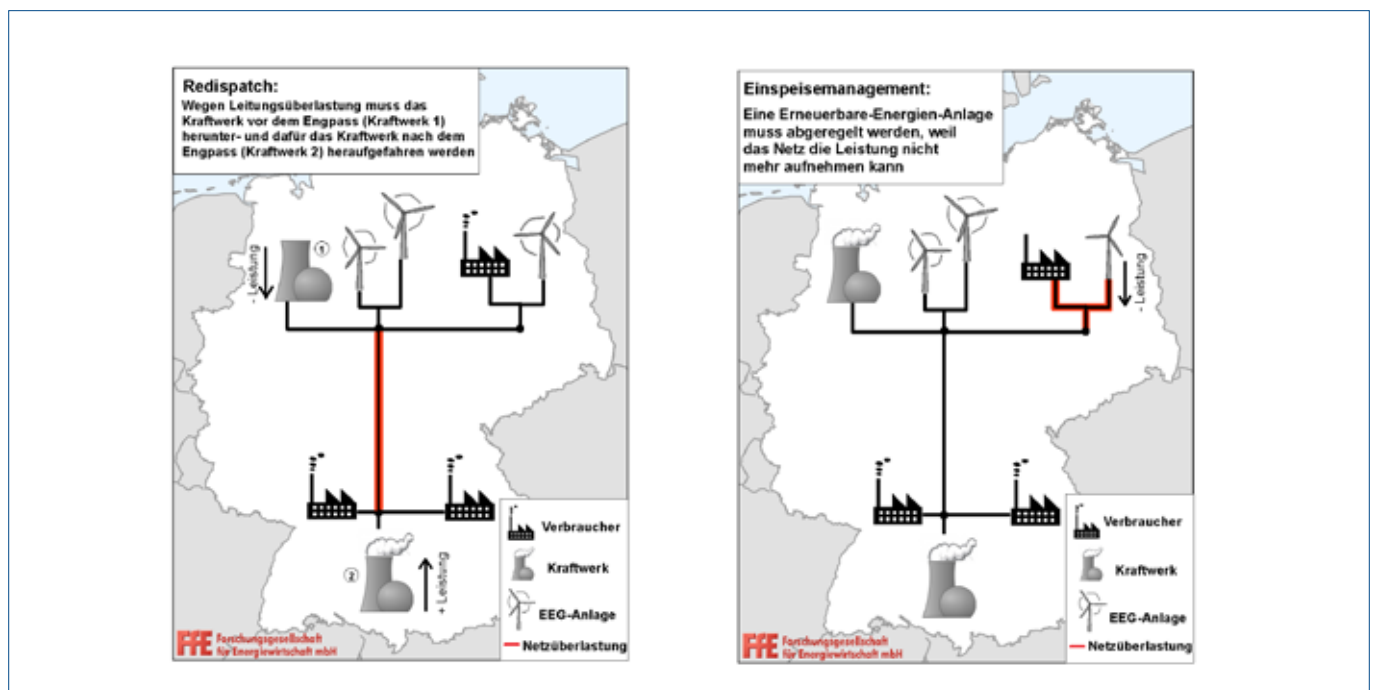 Redispatch:
Wegen Leitungsüberlastung muss das
Kraftwerk vor dem Engpass (Kraftwerk 1)
herunter- und dafür das Kraftwerk nach dem
Engpass (Kraftwerk 2) heraufgefahren werden
- Leistung
1
2
+ Leistung
Verbraucher
Kraftwerk
EEG-Anlage
Netzüberlastung
FfE Forschungsgesellschaft
für Energiewirtschaft mbH
Einspeisemanagement:
Eine Erneuerbare-Energien-Anlage
muss abgeregelt werden, weil
das Netz die Leistung nicht
mehr aufnehmen kann
- Leistung
Verbraucher
Kraftwerk
EEG-Anlage
Netzüberlastung
FfE Forschungsgesellschaft
für Energiewirtschaft mbH